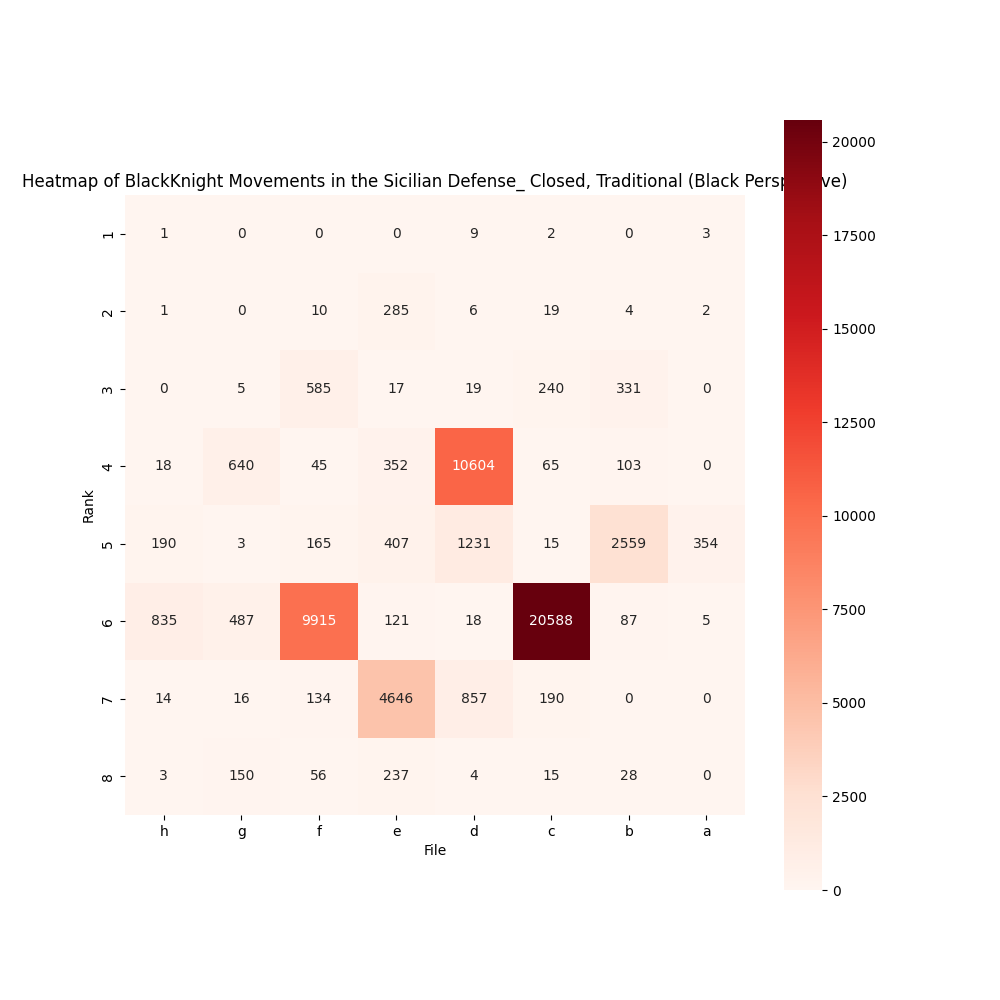 Heatmap of BlackKnight Movements in the Sicilian Defense_ Closed, Traditional (Black Perspective)
1 1 0 0 0 9 2 0 3
2 1 0 10 285 6 19 4 2
3 0 5 585 17 19 240 331 0
4 18 640 45 352 10604 65 103 0
Rank
5 190 3 165 407 1231 15 2559 354
6 835 487 9915 121 18 20588 87 5
7 14 16 134 4646 857 190 0 0
8 3 150 56 237 4 15 28 0
h g f e d c b a
File
20000
17500
15000
12500
10000
7500
5000
2500
0